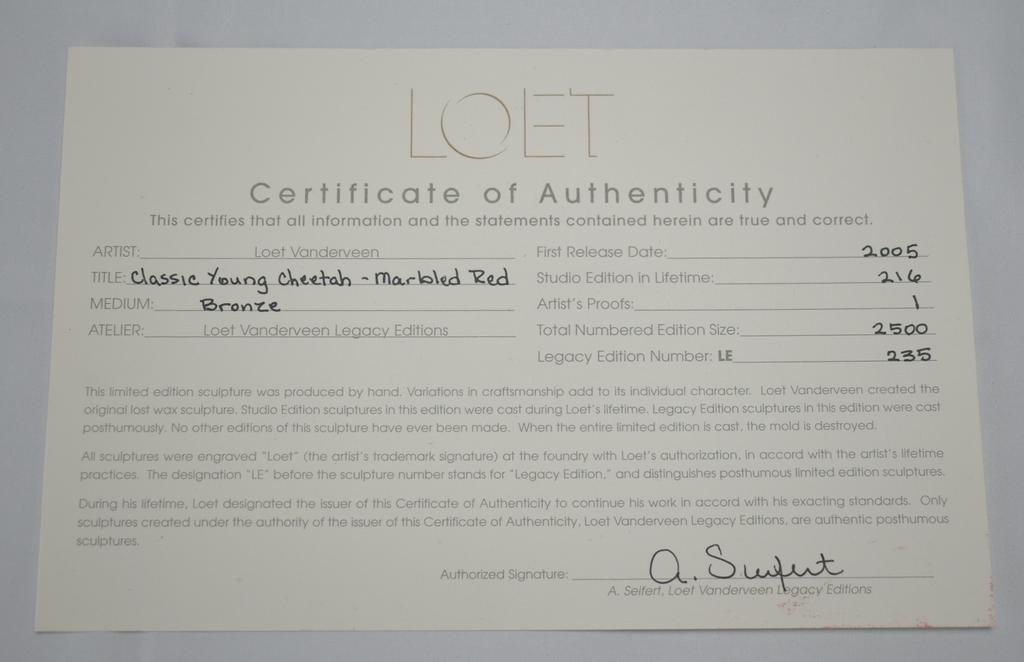 LOET
Certificate of Authenticity
This certifies that all information and the statements contained herein are true and correct.
ARTIST: Loet Vanderveen
TITLE: Classic Young Cheetah - Marbled Red
MEDIUM: Bronze
ATELIER: Loet Vanderveen Legacy Editions
First Release Date: 2005
Studio Edition in Lifetime: 216
Artist's Proofs: 1
Total Numbered Edition Size: 2500
Legacy Edition Number: LE 235
This limited edition sculpture was produced by hand. Variations in craftsmanship add to its individual character. Loet Vanderveen created the
original lost wax sculpture. Studio Edition sculptures in this edition were cast during Loet's lifetime. Legacy Edition sculptures in this edition were cast
posthumously. No other editions of this sculpture have ever been made. When the entire limited edition is cast, the mold is destroyed.
All sculptures were engraved "Loet" (the artist's trademark signature) at the foundry with Loet's authorization, in accord with the artist's lifetime
practices. The designation "LE" before the sculpture number stands for "Legacy Edition," and distinguishes posthumous limited edition sculptures.
During his lifetime, Loet designated the issuer of this Certificate of Authenticity to continue his work in accord with his exacting standards. Only
sculptures created under the authority of the issuer of this Certificate of Authenticity, Loet Vanderveen Legacy Editions, are authentic posthumous
sculptures.
Authorized Signature: A. Seifert
A. Seifert, Loet Vanderveen Legacy Editions